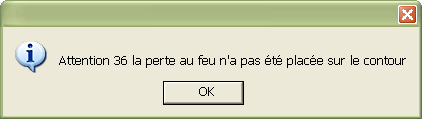 Attention 36 la perte au feu n'a pas été placée sur le contour
OK